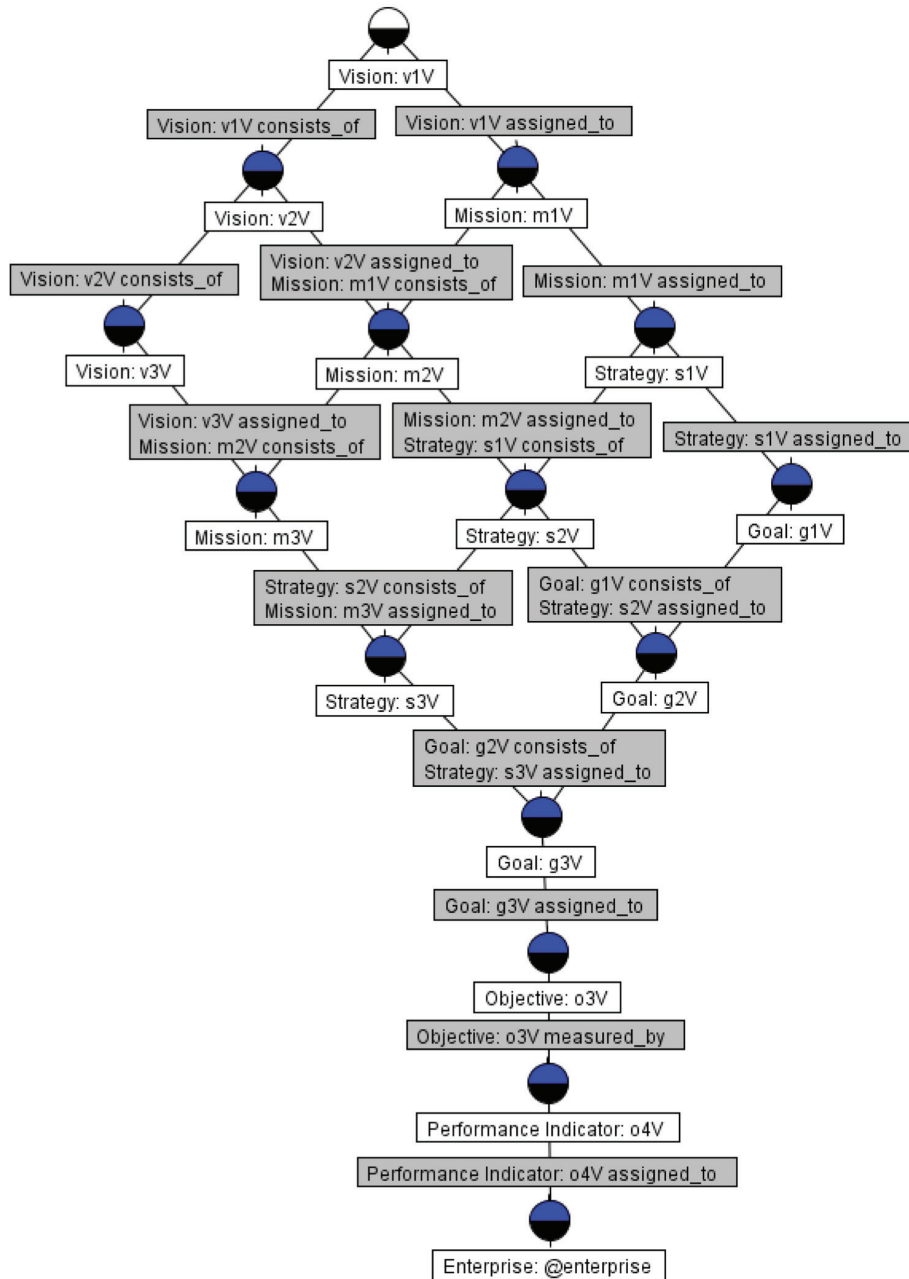 Vision: v1V
Vision: v1V consists_of
Vision: v1V assigned_to
Vision: v2V
Mission: m1V
Vision: v2V consists_of
Vision: v2V assigned_to
Mission: m1V consists_of
Mission: m1V assigned_to
Vision: v3V
Mission: m2V
Strategy: s1V
Vision: v3V assigned_to
Mission: m2V consists_of
Mission: m2V assigned_to
Strategy: s1V consists_of
Strategy: s1V assigned_to
Mission: m3V
Strategy: s2V
Goal: g1V
Strategy: s2V consists_of
Mission: m3V assigned_to
Goal: g1V consists_of
Strategy: s2V assigned_to
Strategy: s3V
Goal: g2V
Goal: g2V consists_of
Strategy: s3V assigned_to
Goal: g3V
Goal: g3V assigned_to
Objective: o3V
Objective: o3V measured_by
Performance Indicator: o4V
Performance Indicator: o4V assigned_to
Enterprise: @enterprise